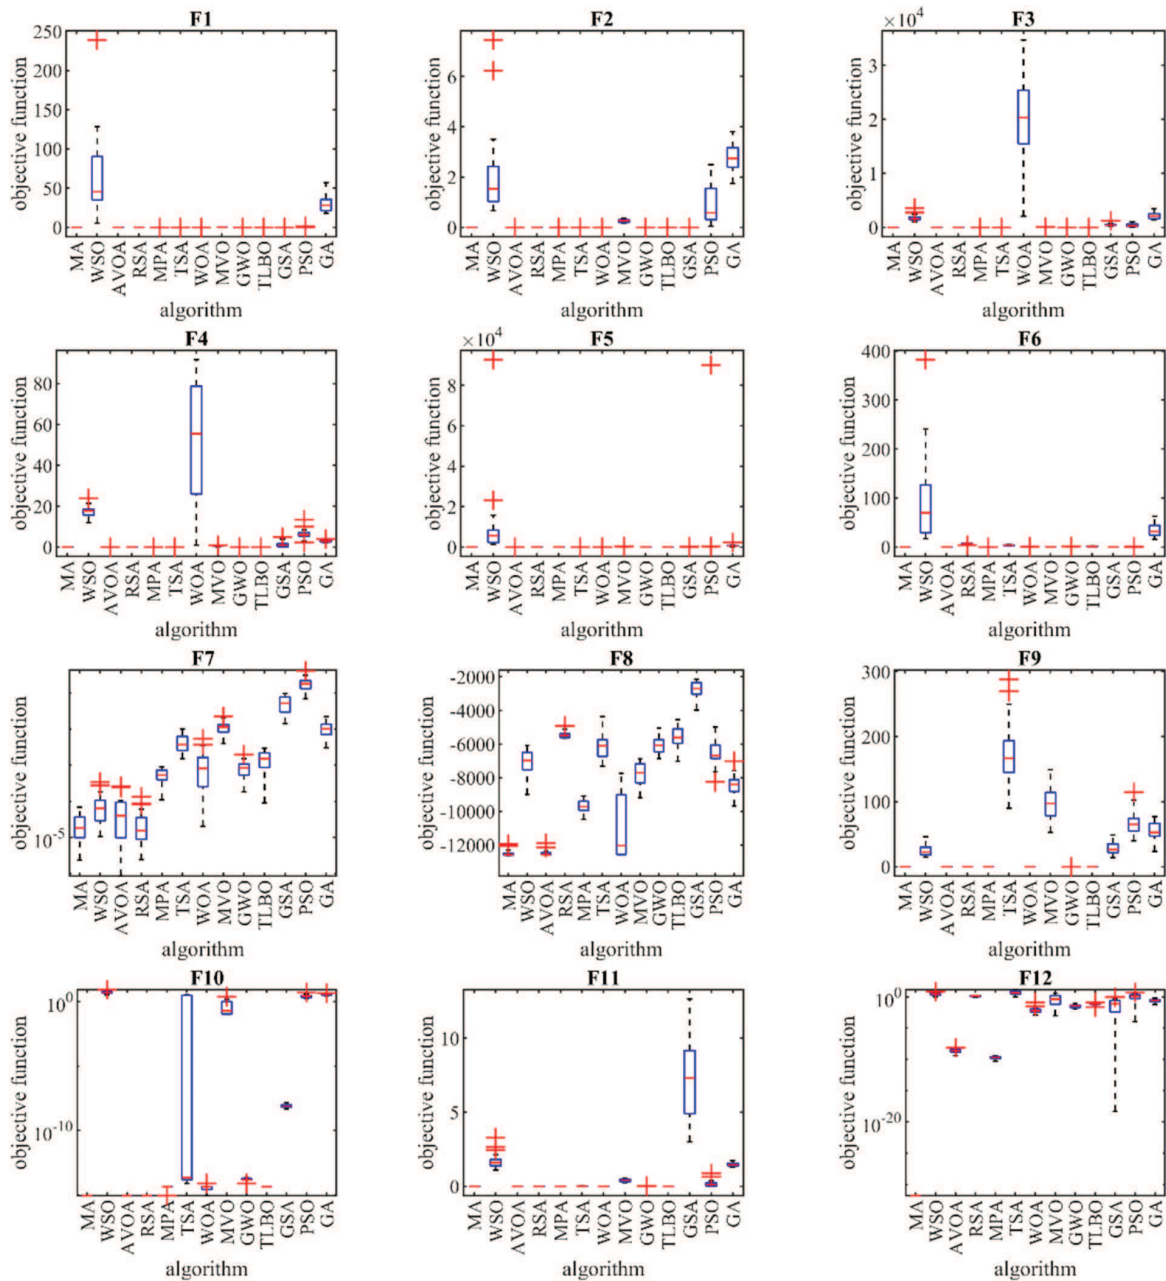 F1
250
200
150
100
50
0
objective function
MA
WSO
AVOA
RSA
MPA
TSA
WOA
MVO
GWO
TLBO
GSA
PSO
GA
algorithm
F2
6
4
2
0
objective function
MA
WSO
AVOA
RSA
MPA
TSA
WOA
MVO
GWO
TLBO
GSA
PSO
GA
algorithm
F3
×10⁴
3
2
1
0
objective function
MA
WSO
AVOA
RSA
MPA
TSA
WOA
MVO
GWO
TLBO
GSA
PSO
GA
algorithm
F4
80
60
40
20
0
objective function
MA
WSO
AVOA
RSA
MPA
TSA
WOA
MVO
GWO
TLBO
GSA
PSO
GA
algorithm
F5
×10⁴
8
6
4
2
0
objective function
MA
WSO
AVOA
RSA
MPA
TSA
WOA
MVO
GWO
TLBO
GSA
PSO
GA
algorithm
F6
400
300
200
100
0
objective function
MA
WSO
AVOA
RSA
MPA
TSA
WOA
MVO
GWO
TLBO
GSA
PSO
GA
algorithm
F7
10⁻⁵
objective function
MA
WSO
AVOA
RSA
MPA
TSA
WOA
MVO
GWO
TLBO
GSA
PSO
GA
algorithm
F8
-2000
-4000
-6000
-8000
-10000
-12000
objective function
MA
WSO
AVOA
RSA
MPA
TSA
WOA
MVO
GWO
TLBO
GSA
PSO
GA
algorithm
F9
300
200
100
0
objective function
MA
WSO
AVOA
RSA
MPA
TSA
WOA
MVO
GWO
TLBO
GSA
PSO
GA
algorithm
F10
10⁰
10⁻¹⁰
objective function
MA
WSO
AVOA
RSA
MPA
TSA
WOA
MVO
GWO
TLBO
GSA
PSO
GA
algorithm
F11
10
5
0
objective function
MA
WSO
AVOA
RSA
MPA
TSA
WOA
MVO
GWO
TLBO
GSA
PSO
GA
algorithm
F12
10⁰
10⁻²⁰
objective function
MA
WSO
AVOA
RSA
MPA
TSA
WOA
MVO
GWO
TLBO
GSA
PSO
GA
algorithm